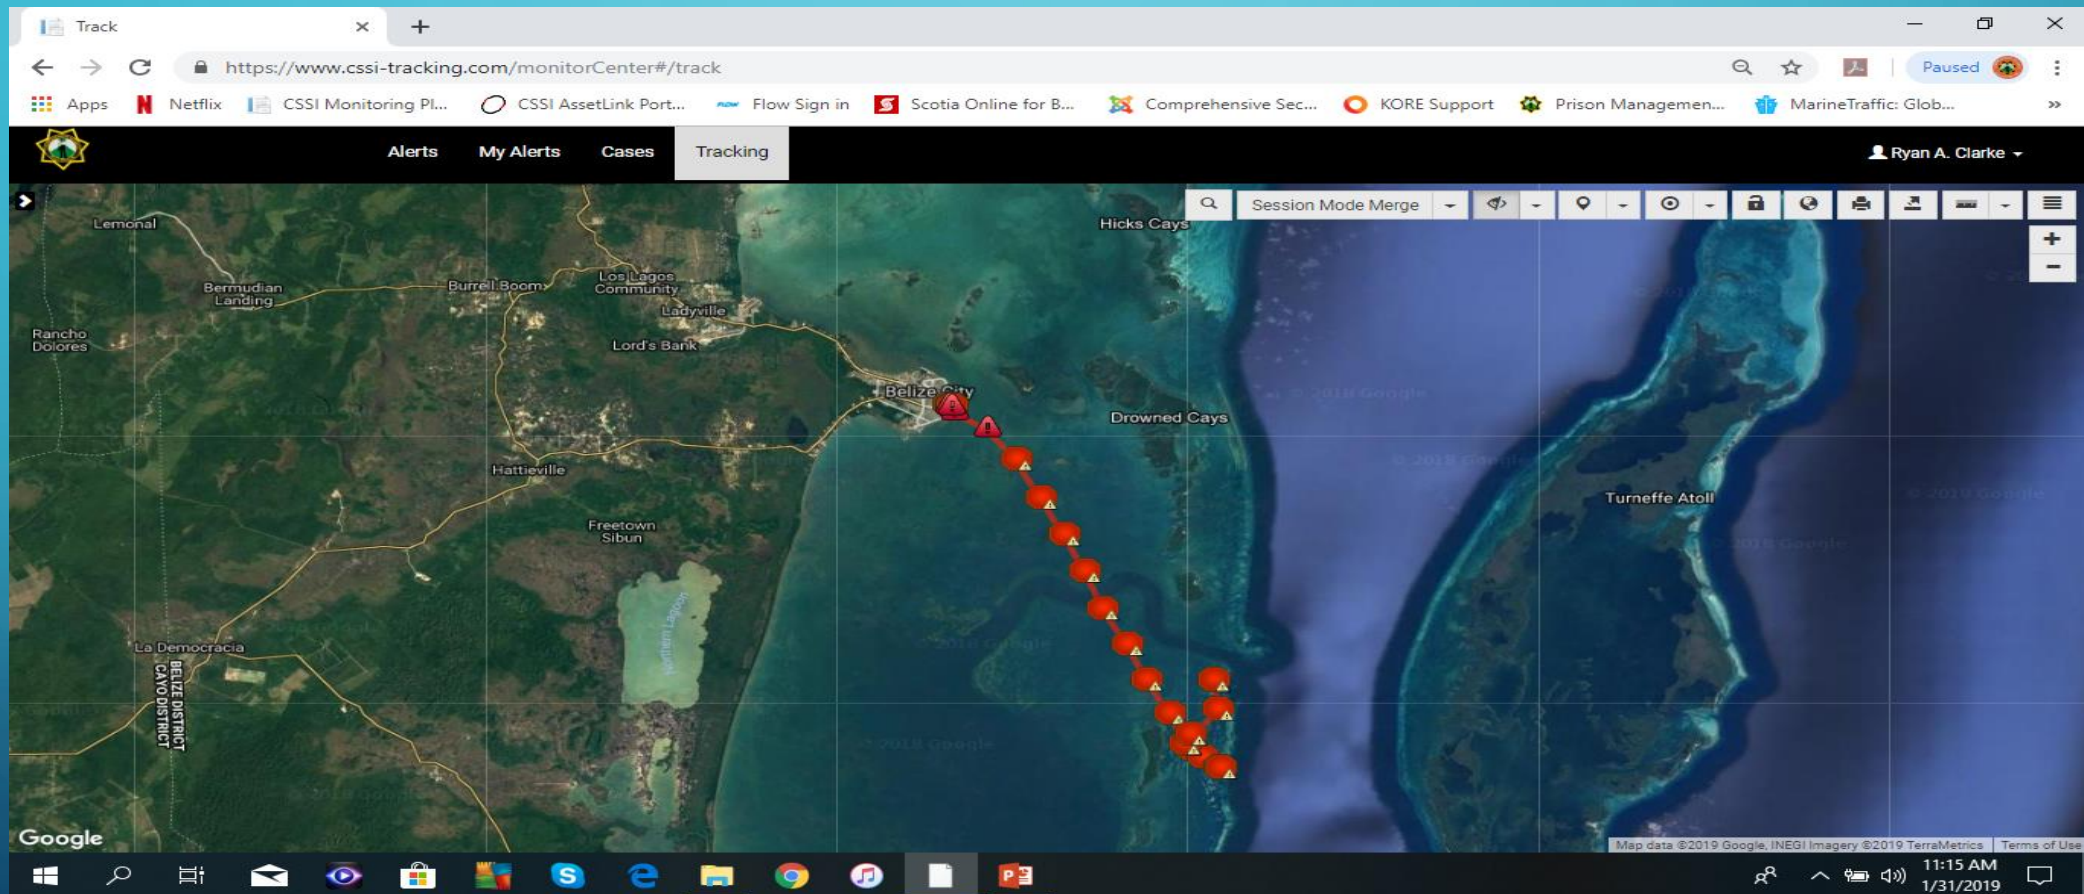 Track
https://www.cssi-tracking.com/monitorCenter#/track
Paused
Apps
Netflix
CSSI Monitoring Pl...
CSSI AssetLink Port...
Flow Sign in
Scotia Online for B...
Comprehensive Sec...
KORE Support
Prison Managemen...
MarineTraffic: Glob...
Alerts
My Alerts
Cases
Tracking
Ryan A. Clarke
Session Mode Merge
Lemonal
Hicks Cays
Bermudian
Landing
Burrell Boom
Los Lagos
Community
Ladyville
Rancho
Dolores
Lord's Bank
Belize City
Drowned Cays
Hattieville
Turneffe Atoll
Freetown
Sibun
Northern Lagoon
La Democracia
BELIZE DISTRICT
CAYO DISTRICT
Google
Map data ©2019 Google, INEGI Imagery ©2019 TerraMetrics
Terms of Use
11:15 AM
1/31/2019